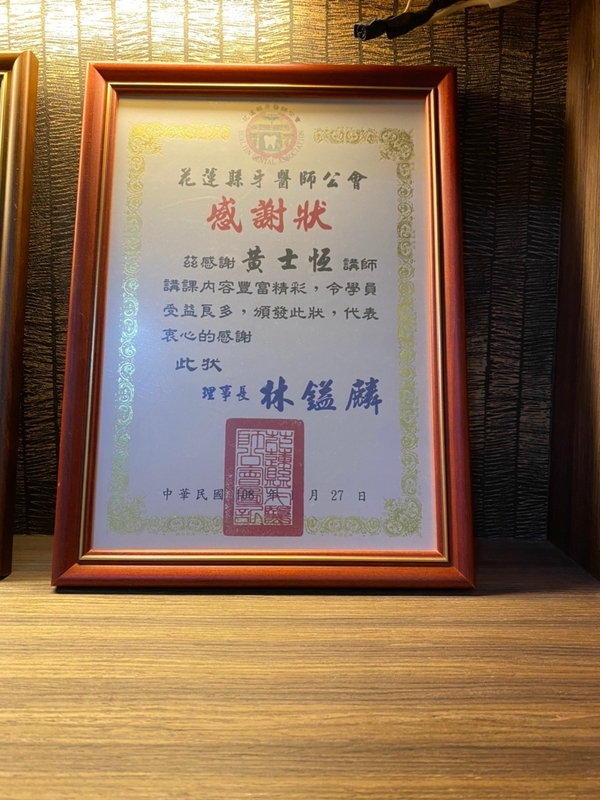 花蓮縣牙醫師公會
感謝狀
茲感謝 黃士恆 講師
講課內容豐富精彩，令學員
受益良多，頒發此狀，代表
衷心的感謝
此狀
理事長 林鎰麟
中華民國 108 年 月 27 日